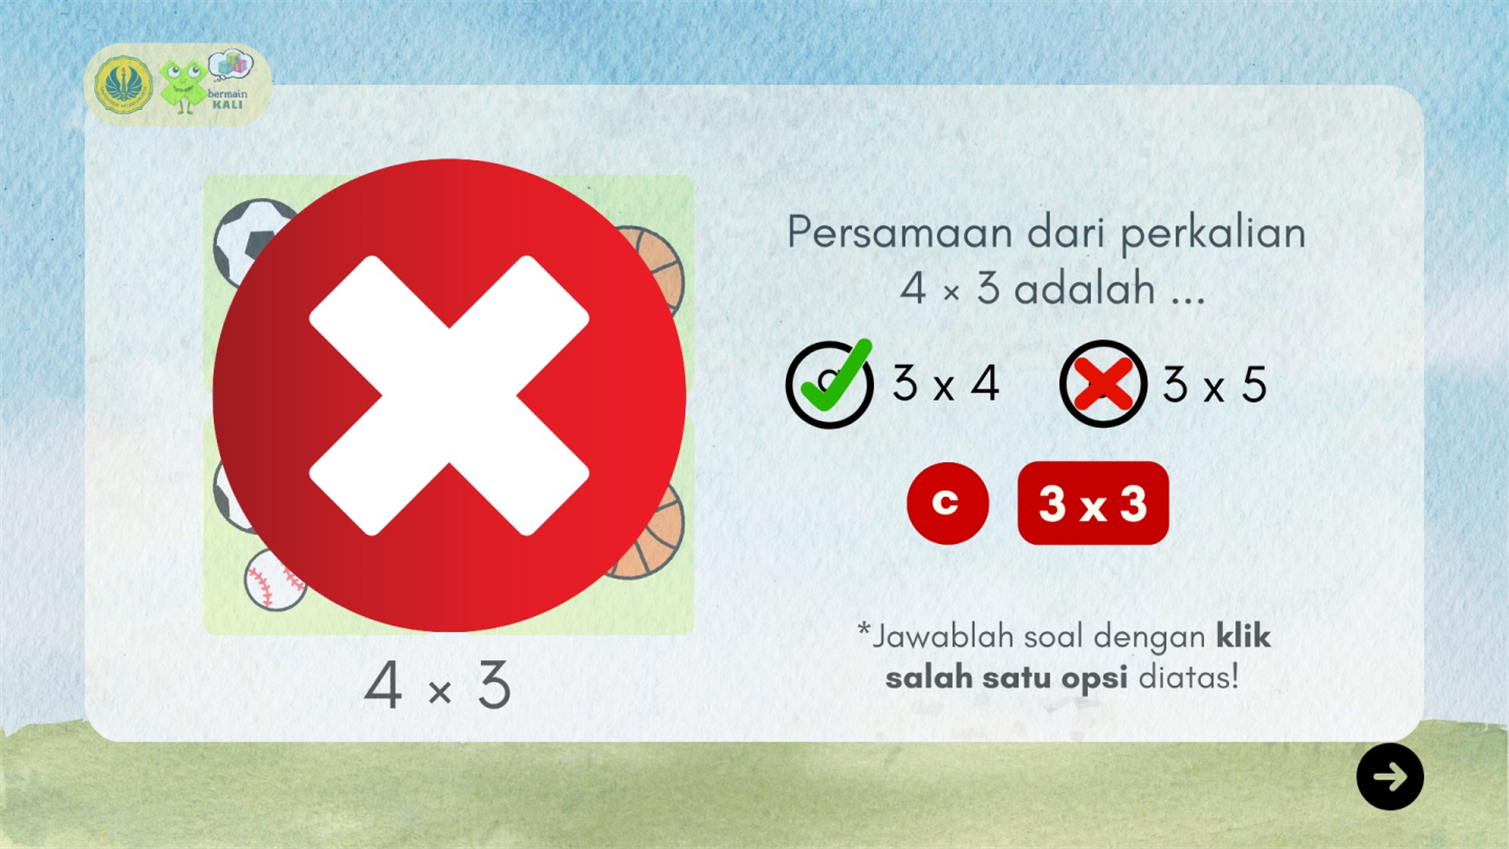 bermain
KALI
Persamaan dari perkalian
4 × 3 adalah ...
3 x 4
3 x 5
c
3 x 3
*Jawablah soal dengan klik
salah satu opsi diatas!
4 × 3